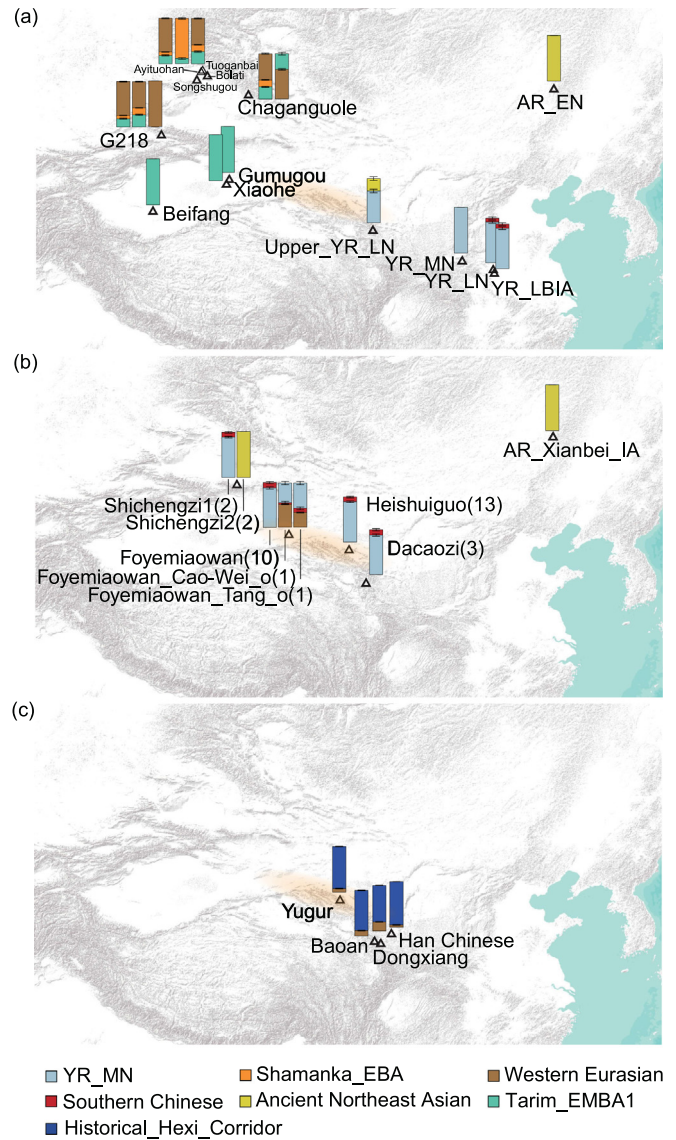 (a)
Ayituohan
Tuoganbai
Bolati
Songshugou
Chaganguole
AR_EN
G218
Gumugou
Xiaohe
Beifang
Upper_YR_LN
YR_MN
YR_LN
YR_LBIA
(b)
AR_Xianbei_IA
Shichengzi1(2)
Shichengzi2(2)
Heishuiguo(13)
Foyemiaowan(10)
Dacaozi(3)
Foyemiaowan_Cao-Wei_o(1)
Foyemiaowan_Tang_o(1)
(c)
Yugur
Baoan
Han Chinese
Dongxiang
YR_MN
Shamanka_EBA
Western Eurasian
Southern Chinese
Ancient Northeast Asian
Tarim_EMBA1
Historical_Hexi_Corridor